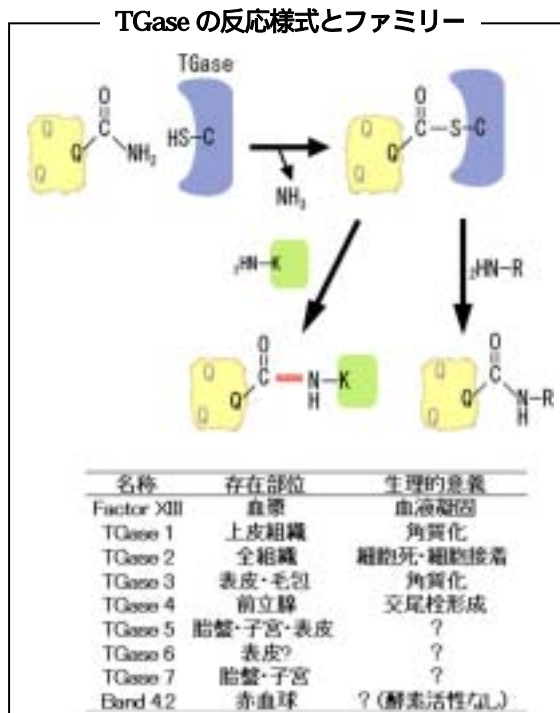 TGase の反応様式とファミリー
TGase
O
Q C Q NH₂ HS-C
Q
NH₃
O
Q C-S-C
Q Q
₂HN-K
₂HN-R
O
Q C N-K
Q Q H
O
Q C N-R
Q Q H
名称 存在部位 生理的意義
Factor XIII 血漿 血液凝固
TGase 1 上皮組織 角質化
TGase 2 全組織 細胞死・細胞接着
TGase 3 表皮・毛包 角質化
TGase 4 前立腺 交尾栓形成
TGase 5 胎盤・子宮・表皮 ?
TGase 6 表皮? ?
TGase 7 胎盤・子宮 ?
Band 4.2 赤血球 ? (酵素活性なし)